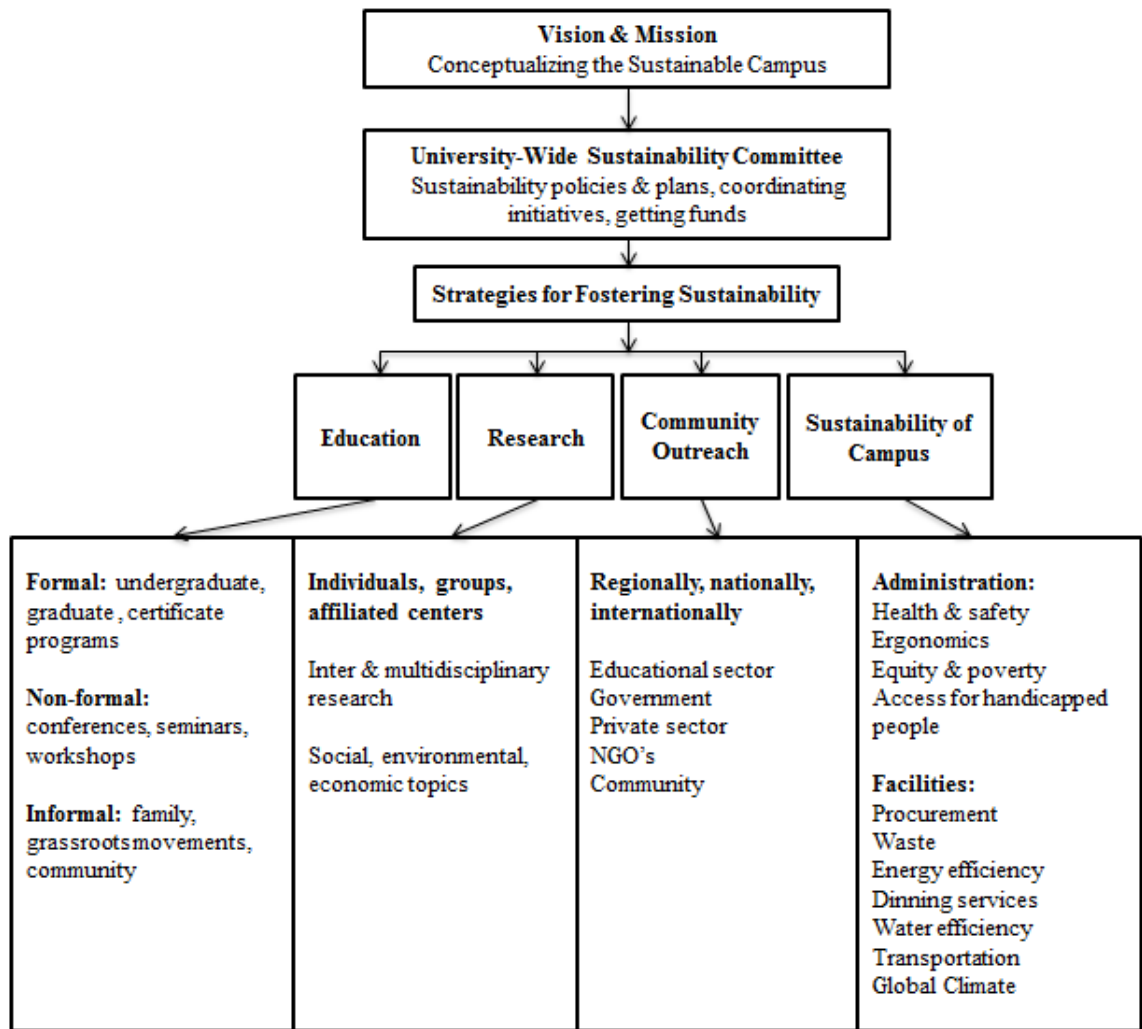 Vision & Mission
Conceptualizing the Sustainable Campus
University-Wide Sustainability Committee
Sustainability policies & plans, coordinating
initiatives, getting funds
Strategies for Fostering Sustainability
Education
Research
Community
Outreach
Sustainability of
Campus
Formal: undergraduate,
graduate , certificate
programs
Non-formal:
conferences, seminars,
workshops
Informal: family,
grassroots movements,
community
Individuals, groups,
affiliated centers
Inter & multidisciplinary
research
Social, environmental,
economic topics
Regionally, nationally,
internationally
Educational sector
Government
Private sector
NGO’s
Community
Administration:
Health & safety
Ergonomics
Equity & poverty
Access for handicapped
people
Facilities:
Procurement
Waste
Energy efficiency
Dinning services
Water efficiency
Transportation
Global Climate